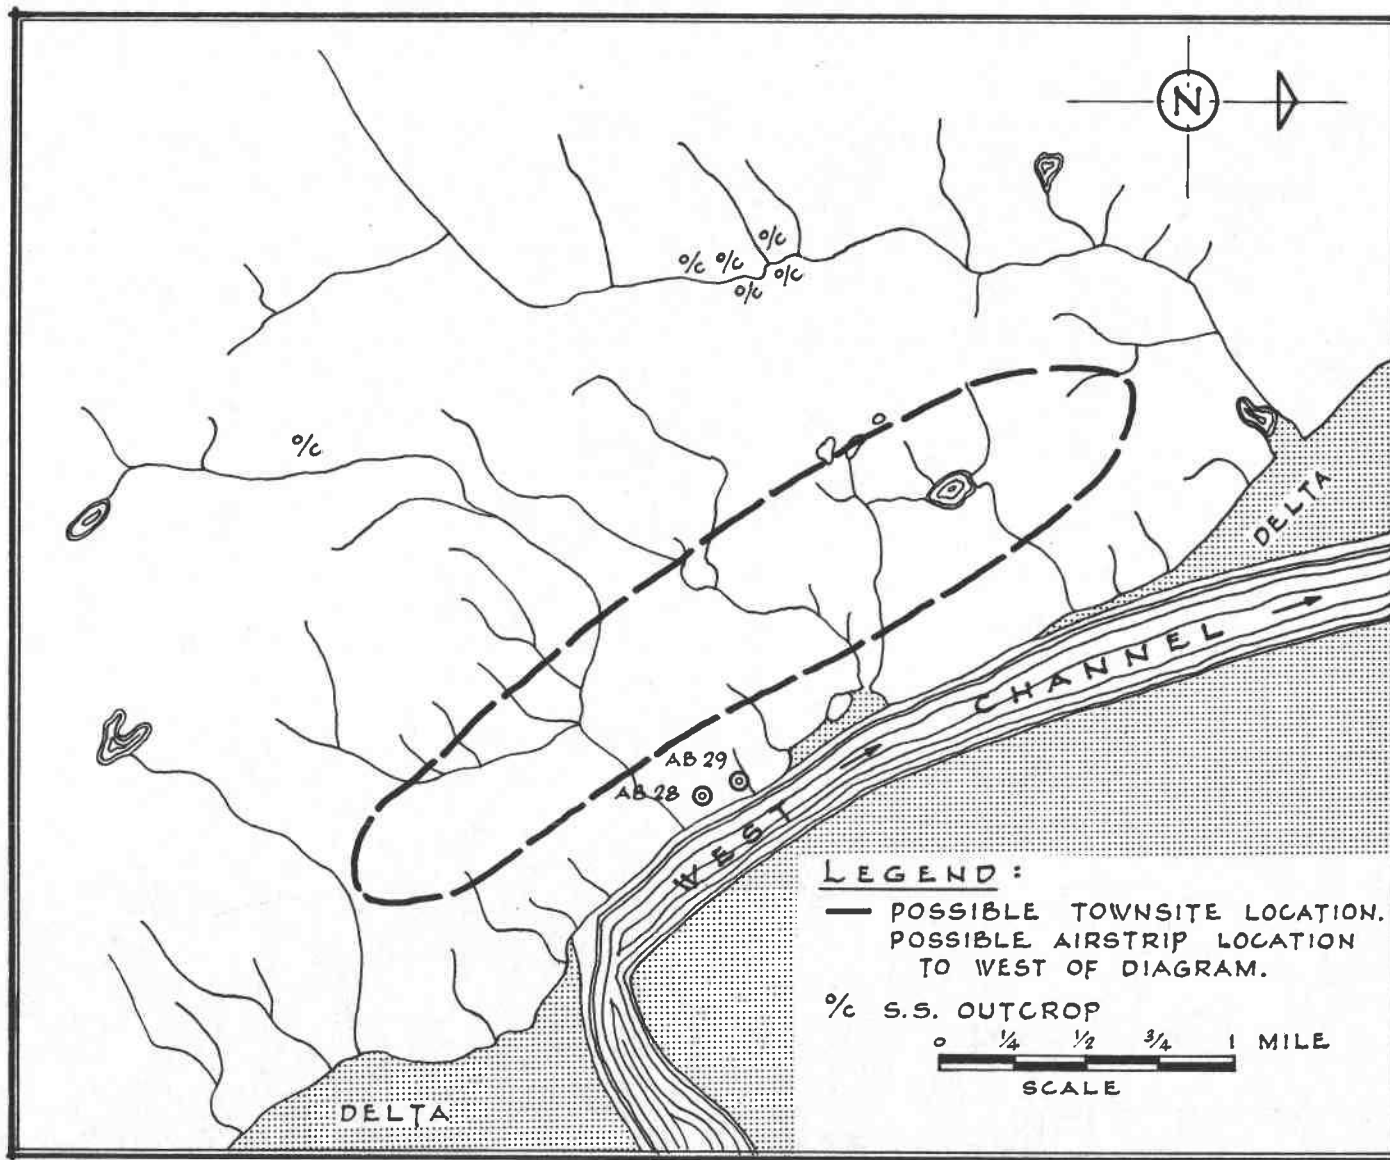 N
o/c
o/c o/c
o/c o/c
o/c
DELTA
WEST CHANNEL
AB 29
AB 28
DELTA
LEGEND:
POSSIBLE TOWNSITE LOCATION.
POSSIBLE AIRSTRIP LOCATION
TO WEST OF DIAGRAM.
o/c S.S. OUTCROP
0 1/4 1/2 3/4 1 MILE
SCALE